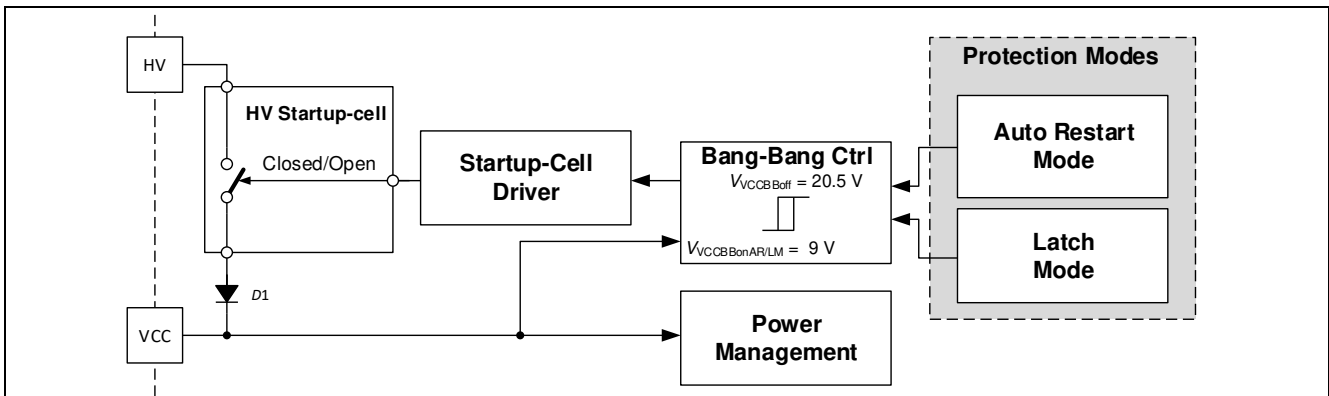 HV
HV Startup-cell
Closed/Open
Startup-Cell
Driver
Bang-Bang Ctrl
VVCCBBoff = 20.5 V
VVCCBBonAR/LM = 9 V
Protection Modes
Auto Restart
Mode
Latch
Mode
D1
VCC
Power
Management